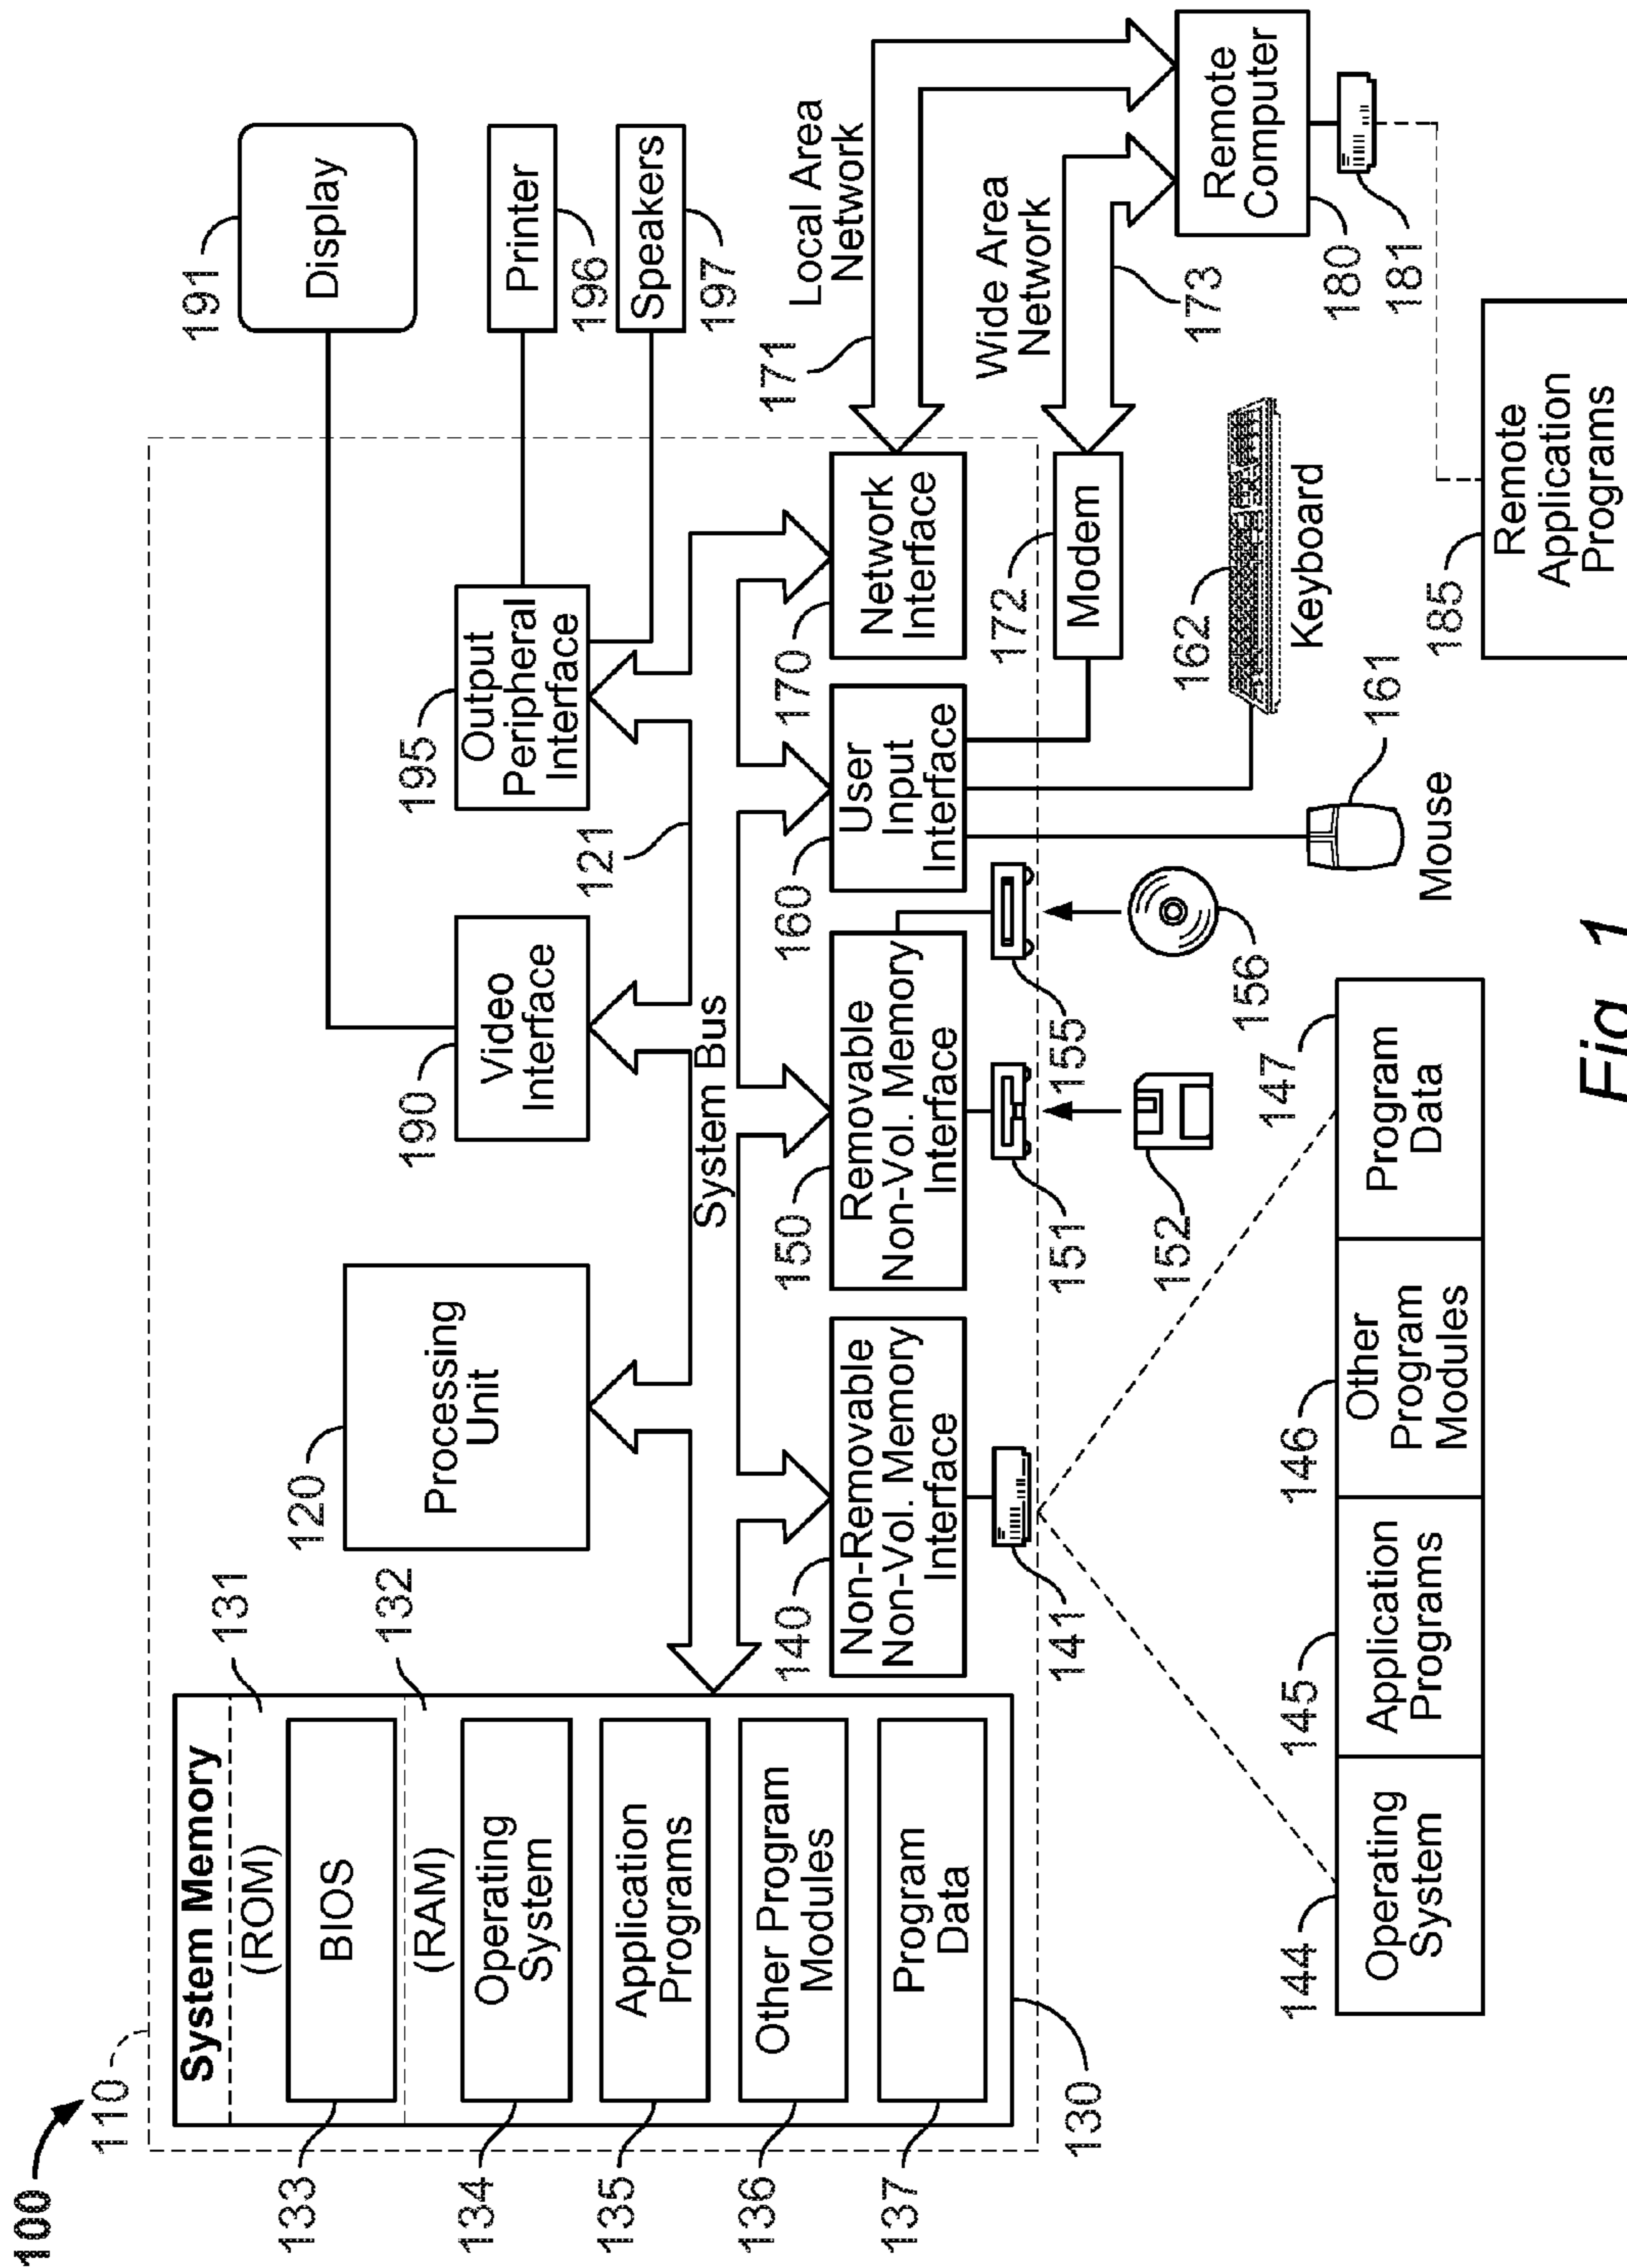 100
110
System Memory
(ROM)
131
133
BIOS
(RAM)
132
134
Operating
System
135
Application
Programs
136
Other Program
Modules
137
Program
Data
130
120
Processing
Unit
190
Video
Interface
195
Output
Peripheral
Interface
191
Display
Printer
196
Speakers
197
System Bus
121
140
Non-Removable
Non-Vol. Memory
Interface
141
150
Removable
Non-Vol. Memory
Interface
151
152
155
156
160
User
Input
Interface
170
Network
Interface
171
Local Area
Network
172
Modem
Wide Area
Network
173
Remote
Computer
180
181
162
Keyboard
161
Mouse
185
Remote
Application
Programs
144
Operating
System
145
Application
Programs
146
Other
Program
Modules
147
Program
Data
Fig. 1